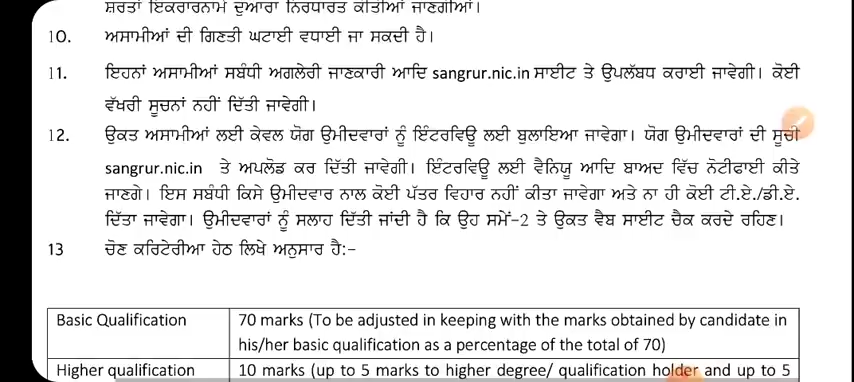 ਸ਼ਰਤਾਂ ਇਕਰਾਰਨਾਮੇ ਦੁਆਰਾ ਨਿਰਧਾਰਤ ਕੀਤੀਆਂ ਜਾਣਗੀਆਂ।
10. ਅਸਾਮੀਆਂ ਦੀ ਗਿਣਤੀ ਘਟਾਈ ਵਧਾਈ ਜਾ ਸਕਦੀ ਹੈ।
11. ਇਹਨਾਂ ਅਸਾਮੀਆਂ ਸਬੰਧੀ ਅਗਲੇਰੀ ਜਾਣਕਾਰੀ ਆਦਿ sangrur.nic.in ਸਾਈਟ ਤੇ ਉਪਲੱਬਧ ਕਰਾਈ ਜਾਵੇਗੀ। ਕੋਈ
ਵੱਖਰੀ ਸੂਚਨਾਂ ਨਹੀਂ ਦਿੱਤੀ ਜਾਵੇਗੀ।
12. ਉਕਤ ਅਸਾਮੀਆਂ ਲਈ ਕੇਵਲ ਯੋਗ ਉਮੀਦਵਾਰਾਂ ਨੂੰ ਇੰਟਰਵਿਊ ਲਈ ਬੁਲਾਇਆ ਜਾਵੇਗਾ। ਯੋਗ ਉਮੀਦਵਾਰਾਂ ਦੀ ਸੂਚੀ
sangrur.nic.in ਤੇ ਅਪਲੋਡ ਕਰ ਦਿੱਤੀ ਜਾਵੇਗੀ। ਇੰਟਰਵਿਊ ਲਈ ਵੈਨਿਯੂ ਆਦਿ ਬਾਅਦ ਵਿੱਚ ਨੋਟੀਫਾਈ ਕੀਤੇ
ਜਾਣਗੇ। ਇਸ ਸਬੰਧੀ ਕਿਸੇ ਉਮੀਦਵਾਰ ਨਾਲ ਕੋਈ ਪੱਤਰ ਵਿਹਾਰ ਨਹੀਂ ਕੀਤਾ ਜਾਵੇਗਾ ਅਤੇ ਨਾ ਹੀ ਕੋਈ ਟੀ.ਏ./ਡੀ.ਏ.
ਦਿੱਤਾ ਜਾਵੇਗਾ। ਉਮੀਦਵਾਰਾਂ ਨੂੰ ਸਲਾਹ ਦਿੱਤੀ ਜਾਂਦੀ ਹੈ ਕਿ ਉਹ ਸਮੇਂ-2 ਤੇ ਉਕਤ ਵੈਬ ਸਾਈਟ ਚੈਕ ਕਰਦੇ ਰਹਿਣ।
13 ਚੋਣ ਕਰਿਟੇਰੀਆ ਹੇਠ ਲਿਖੇ ਅਨੁਸਾਰ ਹੈ:-
Basic Qualification 70 marks (To be adjusted in keeping with the marks obtained by candidate in
his/her basic qualification as a percentage of the total of 70)
Higher qualification 10 marks (up to 5 marks to higher degree/ qualification holder and up to 5